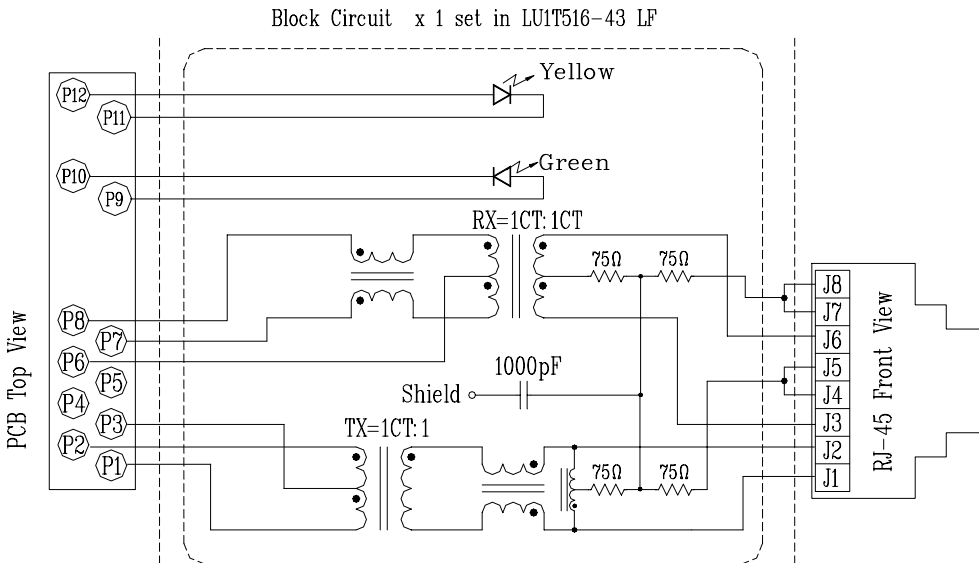 Block Circuit x 1 set in LU1T516-43 LF
P12
Yellow
P11
P10
Green
P9
RX=1CT:1CT
75Ω 75Ω
P8
P7
P6
P5
P4
P3
P2
P1
PCB Top View
1000pF
Shield
TX=1CT:1
75Ω 75Ω
J8
J7
J6
J5
J4
J3
J2
J1
RJ-45 Front View